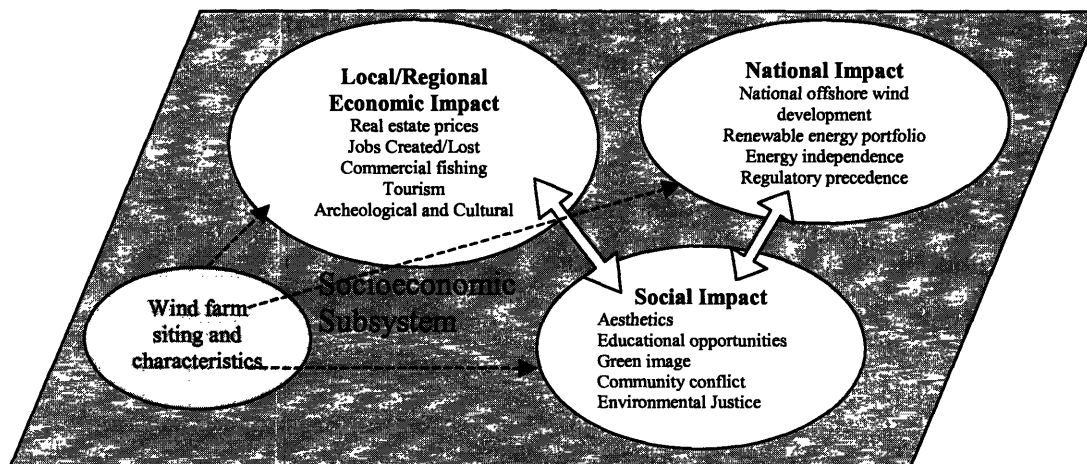 Local/Regional
Economic Impact
Real estate prices
Jobs Created/Lost
Commercial fishing
Tourism
Archeological and Cultural
National Impact
National offshore wind
development
Renewable energy portfolio
Energy independence
Regulatory precedence
Socioeconomic
Subsystem
Wind farm
siting and
characteristics
Social Impact
Aesthetics
Educational opportunities
Green image
Community conflict
Environmental Justice